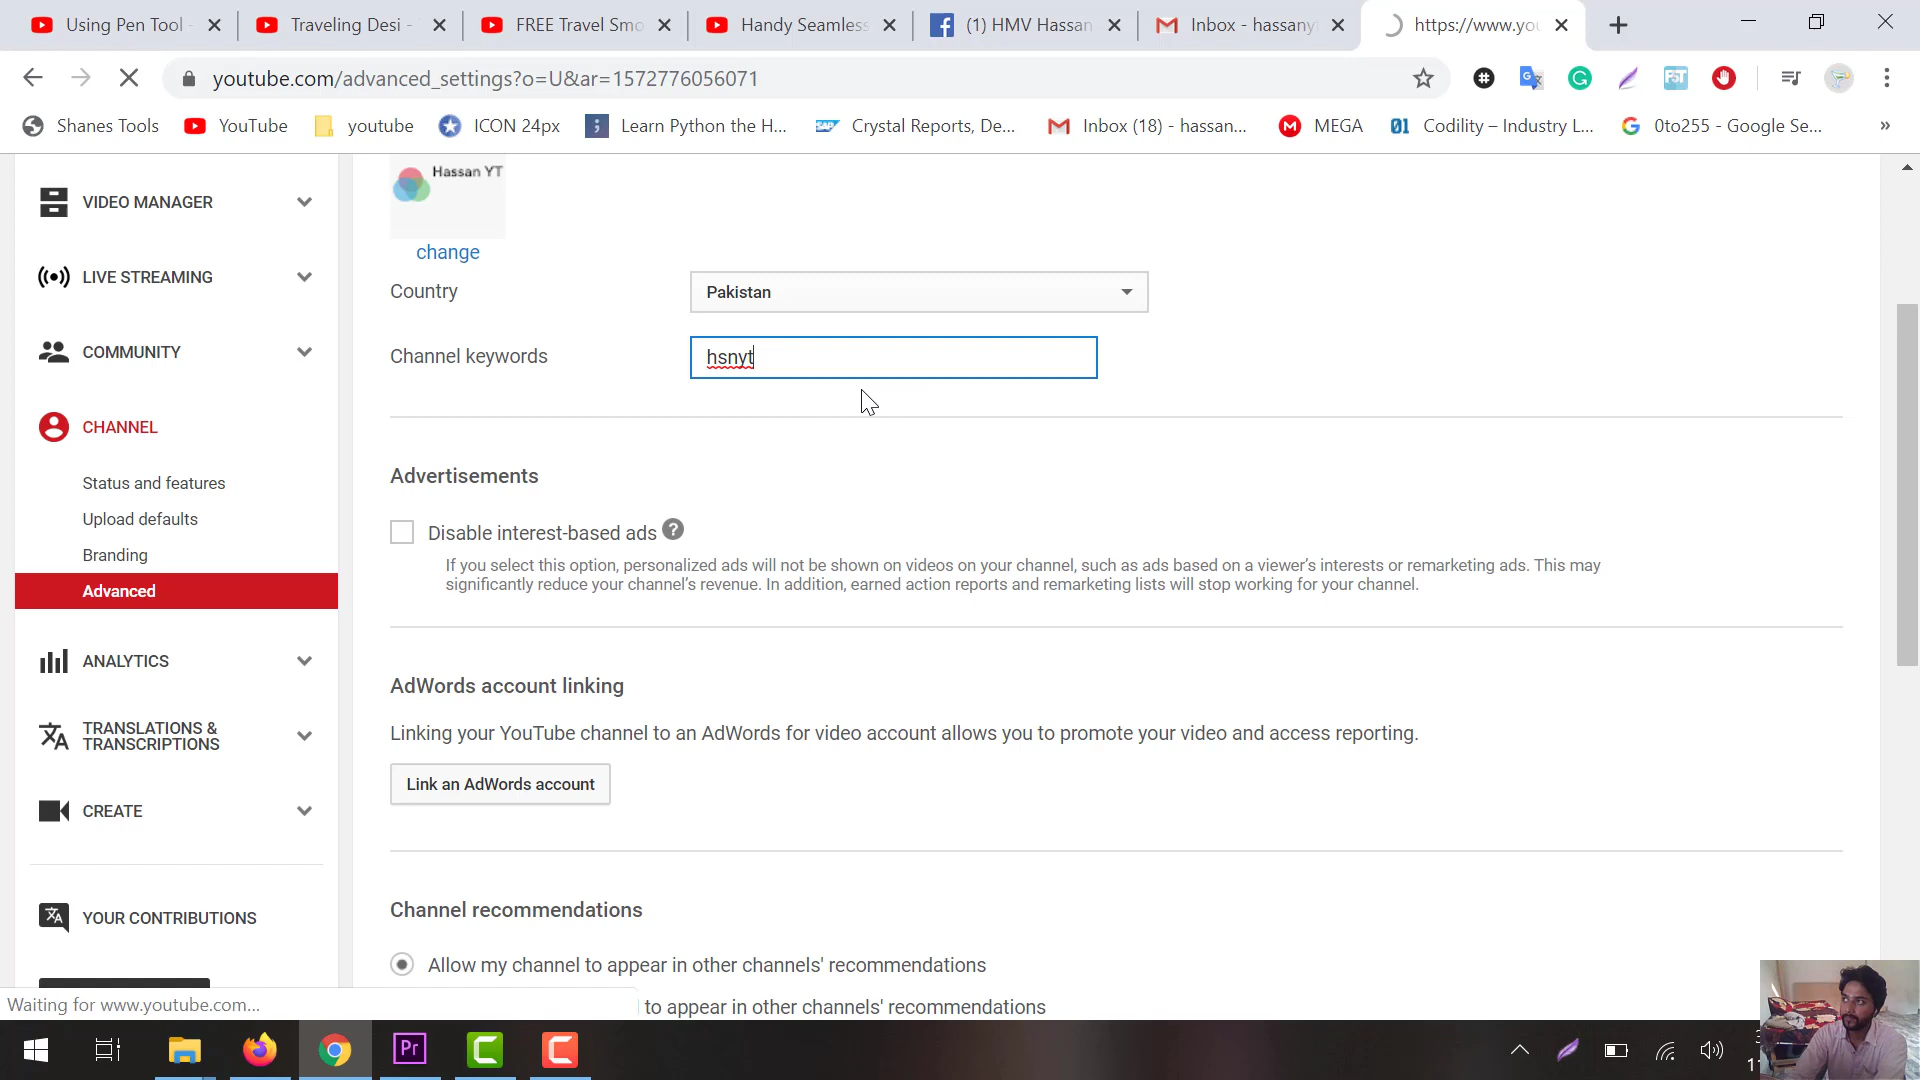 Using Pen Tool -
Traveling Desi -
FREE Travel Smo
Handy Seamless
(1) HMV Hassan
Inbox - hassany
https://www.you
youtube.com/advanced_settings?o=U&ar=1572776056071
Shanes Tools
YouTube
youtube
ICON 24px
Learn Python the H...
Crystal Reports, De...
Inbox (18) - hassan...
MEGA
Codility – Industry L...
0to255 - Google Se...
»
VIDEO MANAGER
LIVE STREAMING
COMMUNITY
CHANNEL
Status and features
Upload defaults
Branding
Advanced
ANALYTICS
TRANSLATIONS &
TRANSCRIPTIONS
CREATE
YOUR CONTRIBUTIONS
Hassan YT
change
Country
Pakistan
Channel keywords
hsnyt
Advertisements
Disable interest-based ads ?
If you select this option, personalized ads will not be shown on videos on your channel, such as ads based on a viewer's interests or remarketing ads. This may
significantly reduce your channel's revenue. In addition, earned action reports and remarketing lists will stop working for your channel.
AdWords account linking
Linking your YouTube channel to an AdWords for video account allows you to promote your video and access reporting.
Link an AdWords account
Channel recommendations
Allow my channel to appear in other channels' recommendations
to appear in other channels' recommendations
Waiting for www.youtube.com...
Pr